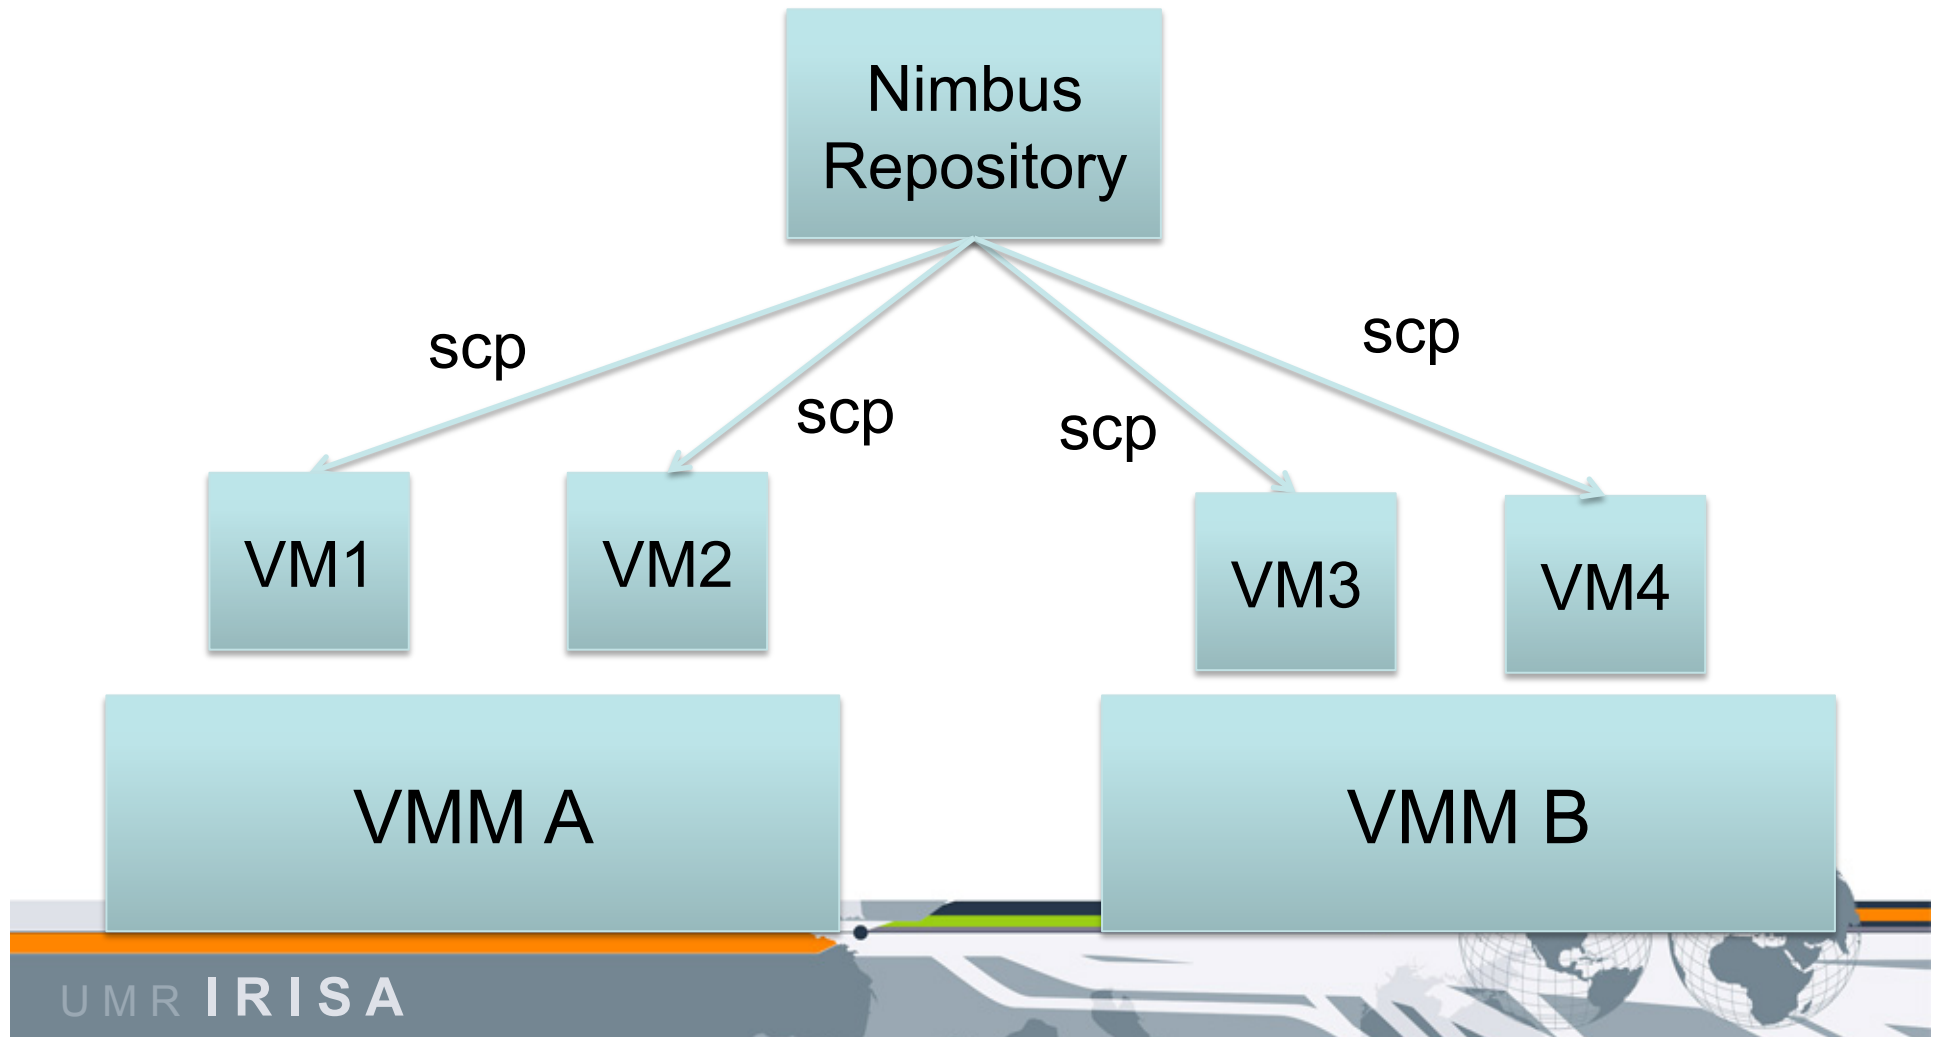 Nimbus
Repository
scp
scp
scp
scp
VM1
VM2
VM3
VM4
VMM A
VMM B
UMR IRISA